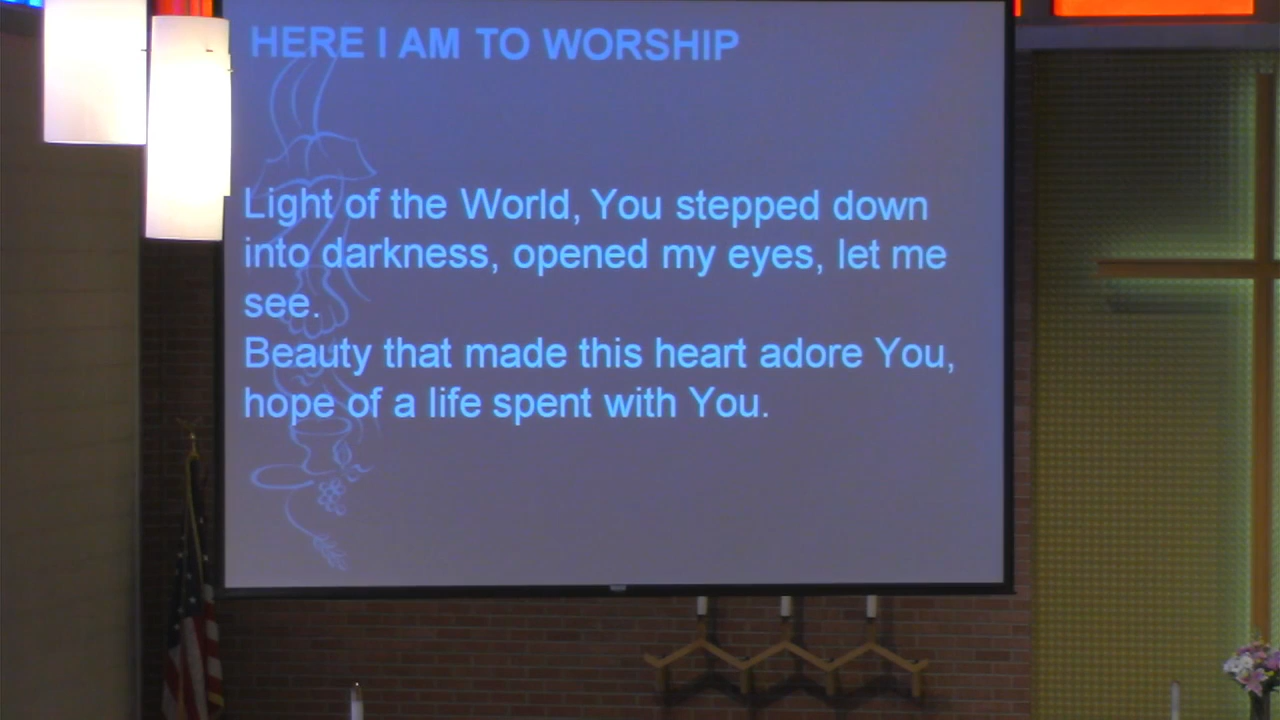 HERE I AM TO WORSHIP
Light of the World, You stepped down
into darkness, opened my eyes, let me
see.
Beauty that made this heart adore You,
hope of a life spent with You.